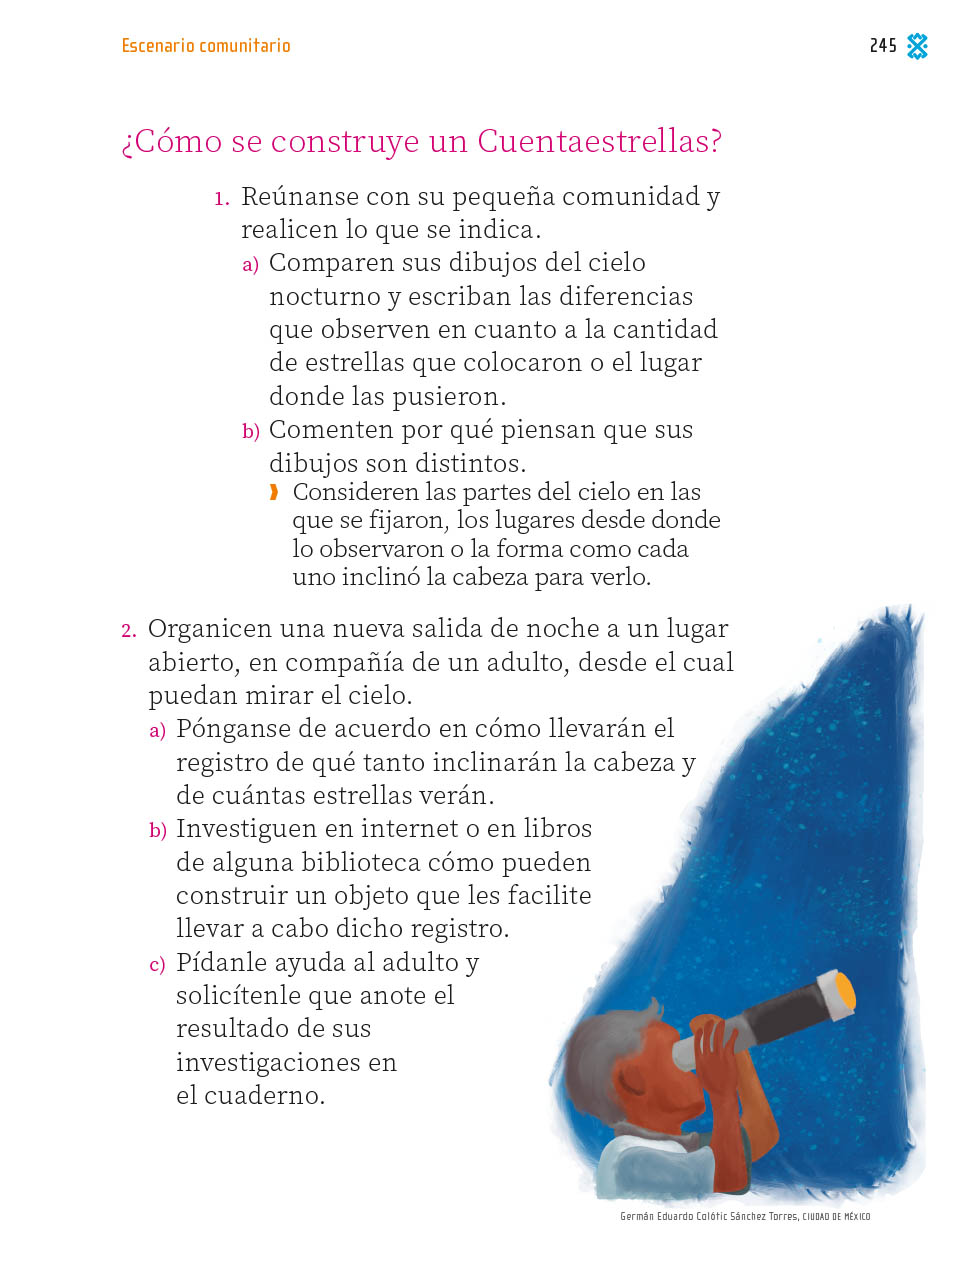 Escenario comunitario
245
¿Cómo se construye un Cuentaestrellas?
1. Reúnanse con su pequeña comunidad y
realicen lo que se indica.
a) Comparen sus dibujos del cielo
nocturno y escriban las diferencias
que observen en cuanto a la cantidad
de estrellas que colocaron o el lugar
donde las pusieron.
b) Comenten por qué piensan que sus
dibujos son distintos.
Consideren las partes del cielo en las
que se fijaron, los lugares desde donde
lo observaron o la forma como cada
uno inclinó la cabeza para verlo.
2. Organicen una nueva salida de noche a un lugar
abierto, en compañía de un adulto, desde el cual
puedan mirar el cielo.
a) Pónganse de acuerdo en cómo llevarán el
registro de qué tanto inclinarán la cabeza y
de cuántas estrellas verán.
b) Investiguen en internet o en libros
de alguna biblioteca cómo pueden
construir un objeto que les facilite
llevar a cabo dicho registro.
c) Pídanle ayuda al adulto y
solicítenle que anote el
resultado de sus
investigaciones en
el cuaderno.
Germán Eduardo Colótic Sánchez Torres, CIUDAD DE MÉXICO